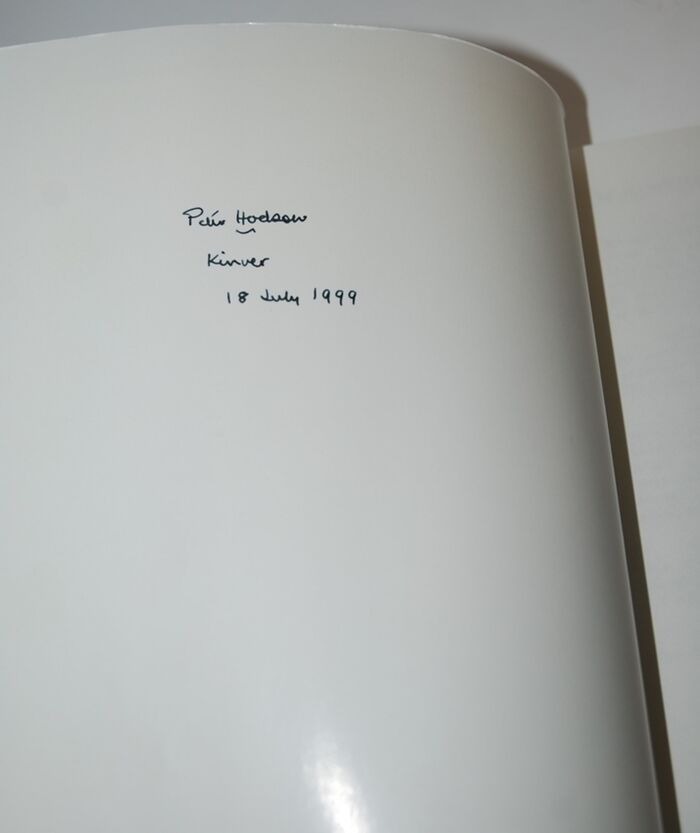 Peter Hodson
Kinver
18 July 1999